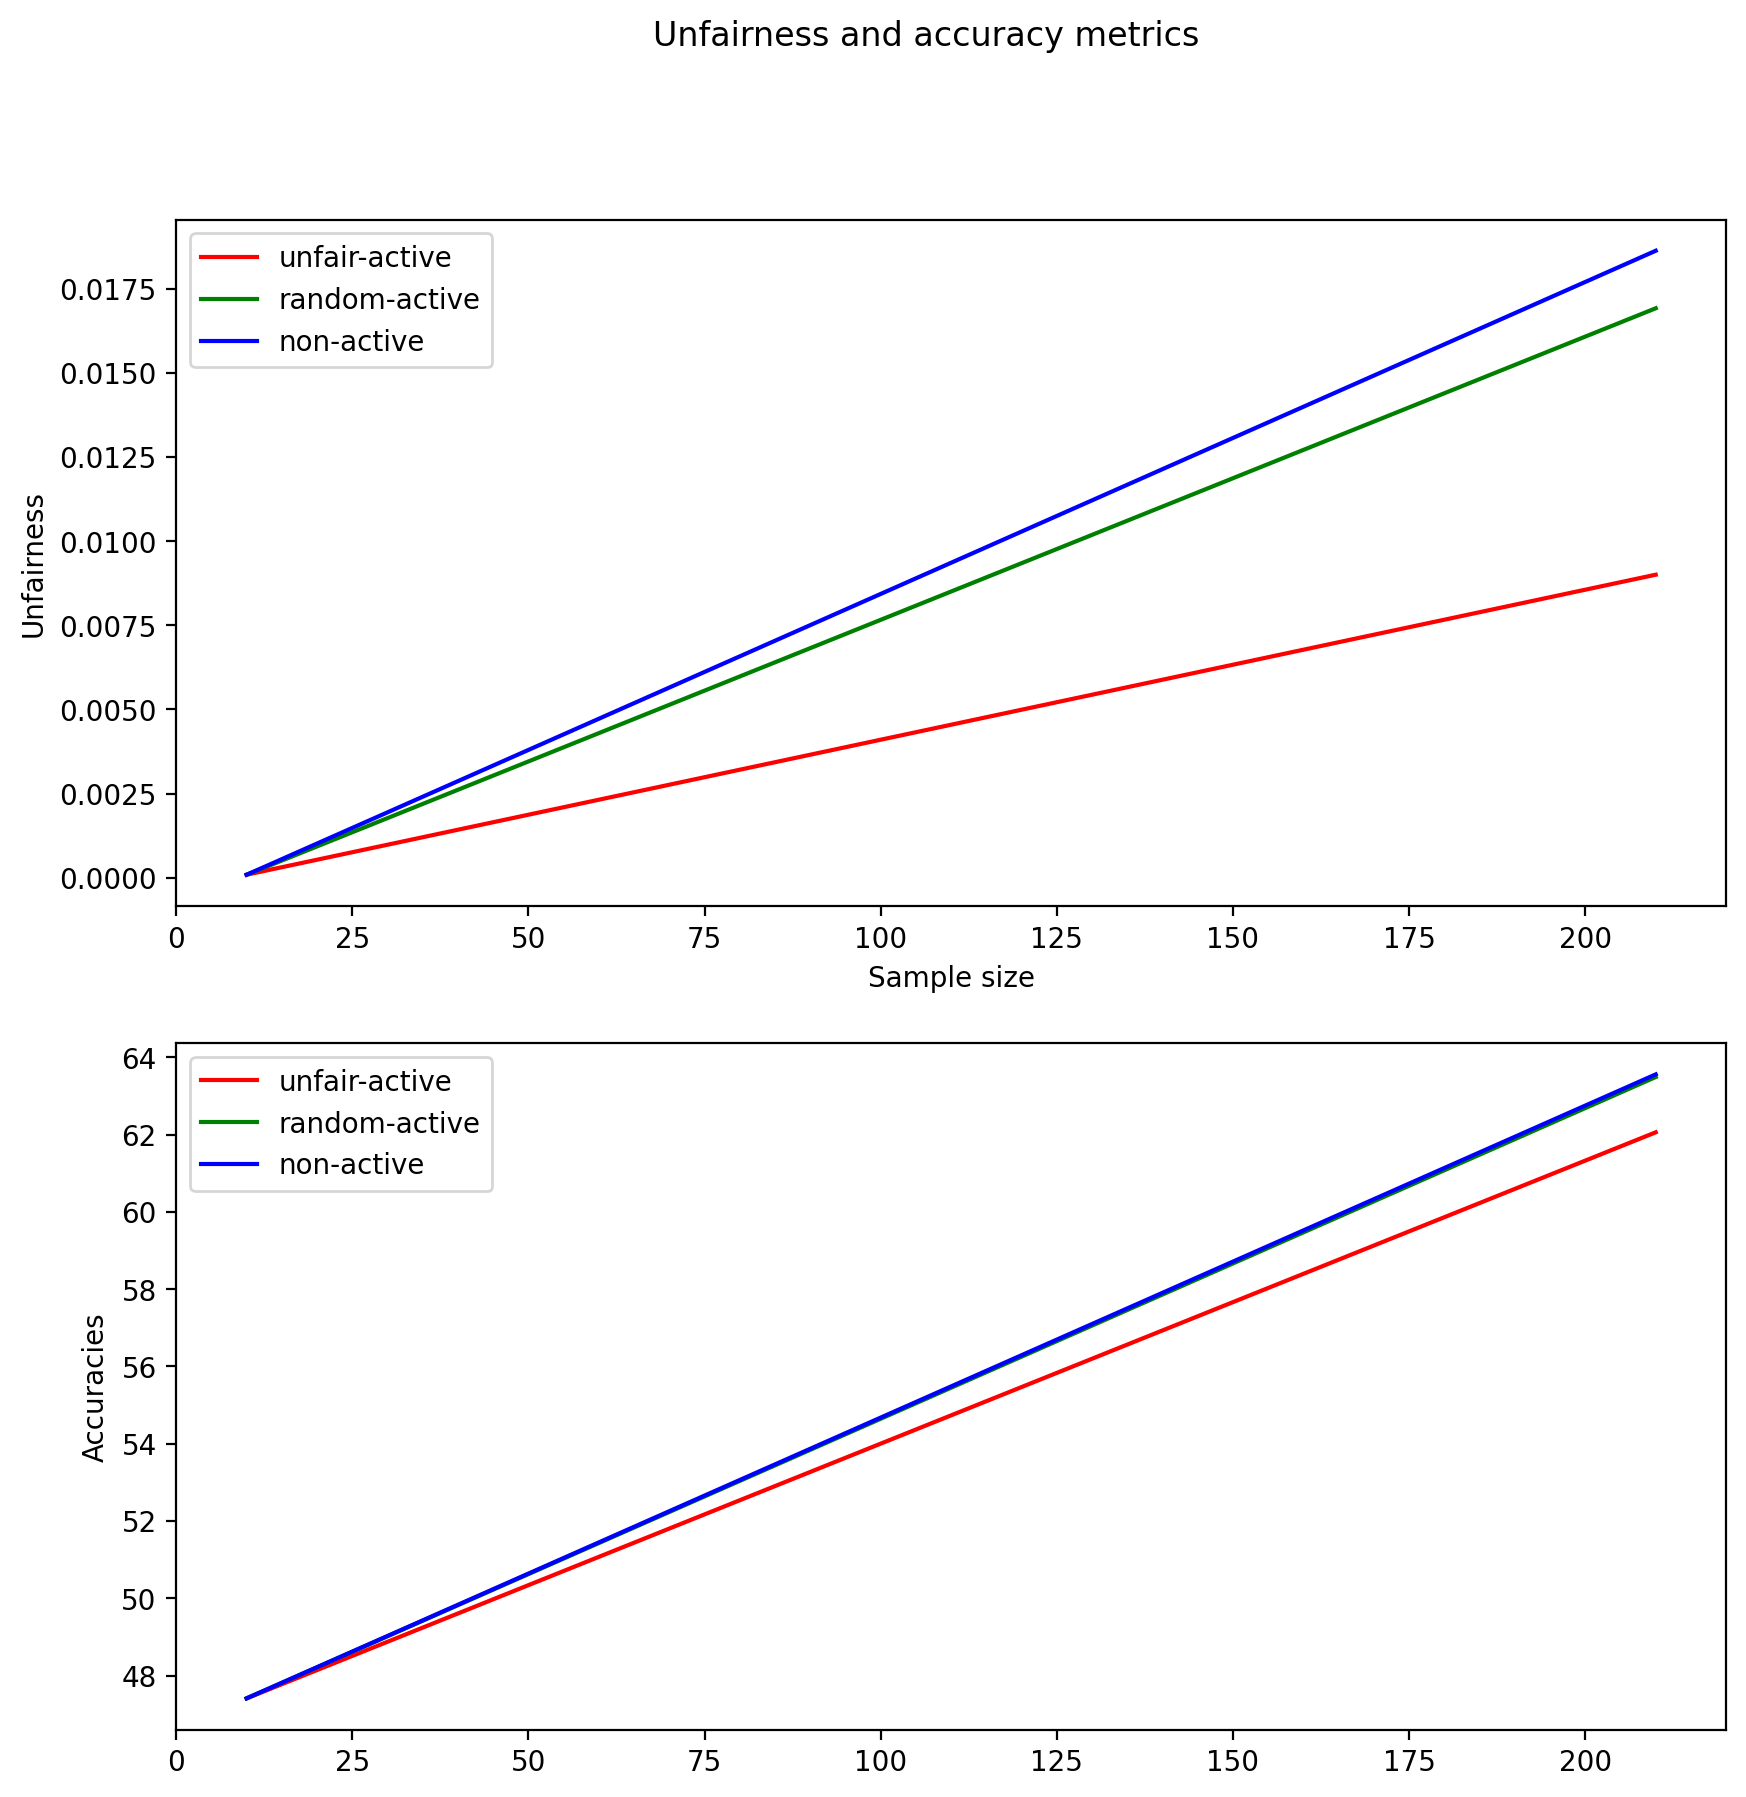 Unfairness and accuracy metrics
unfair-active
random-active
non-active
0.0175
0.0150
0.0125
0.0100
0.0075
0.0050
0.0025
0.0000
Unfairness
0 25 50 75 100 125 150 175 200
Sample size
unfair-active
random-active
non-active
64
62
60
58
56
54
52
50
48
Accuracies
0 25 50 75 100 125 150 175 200